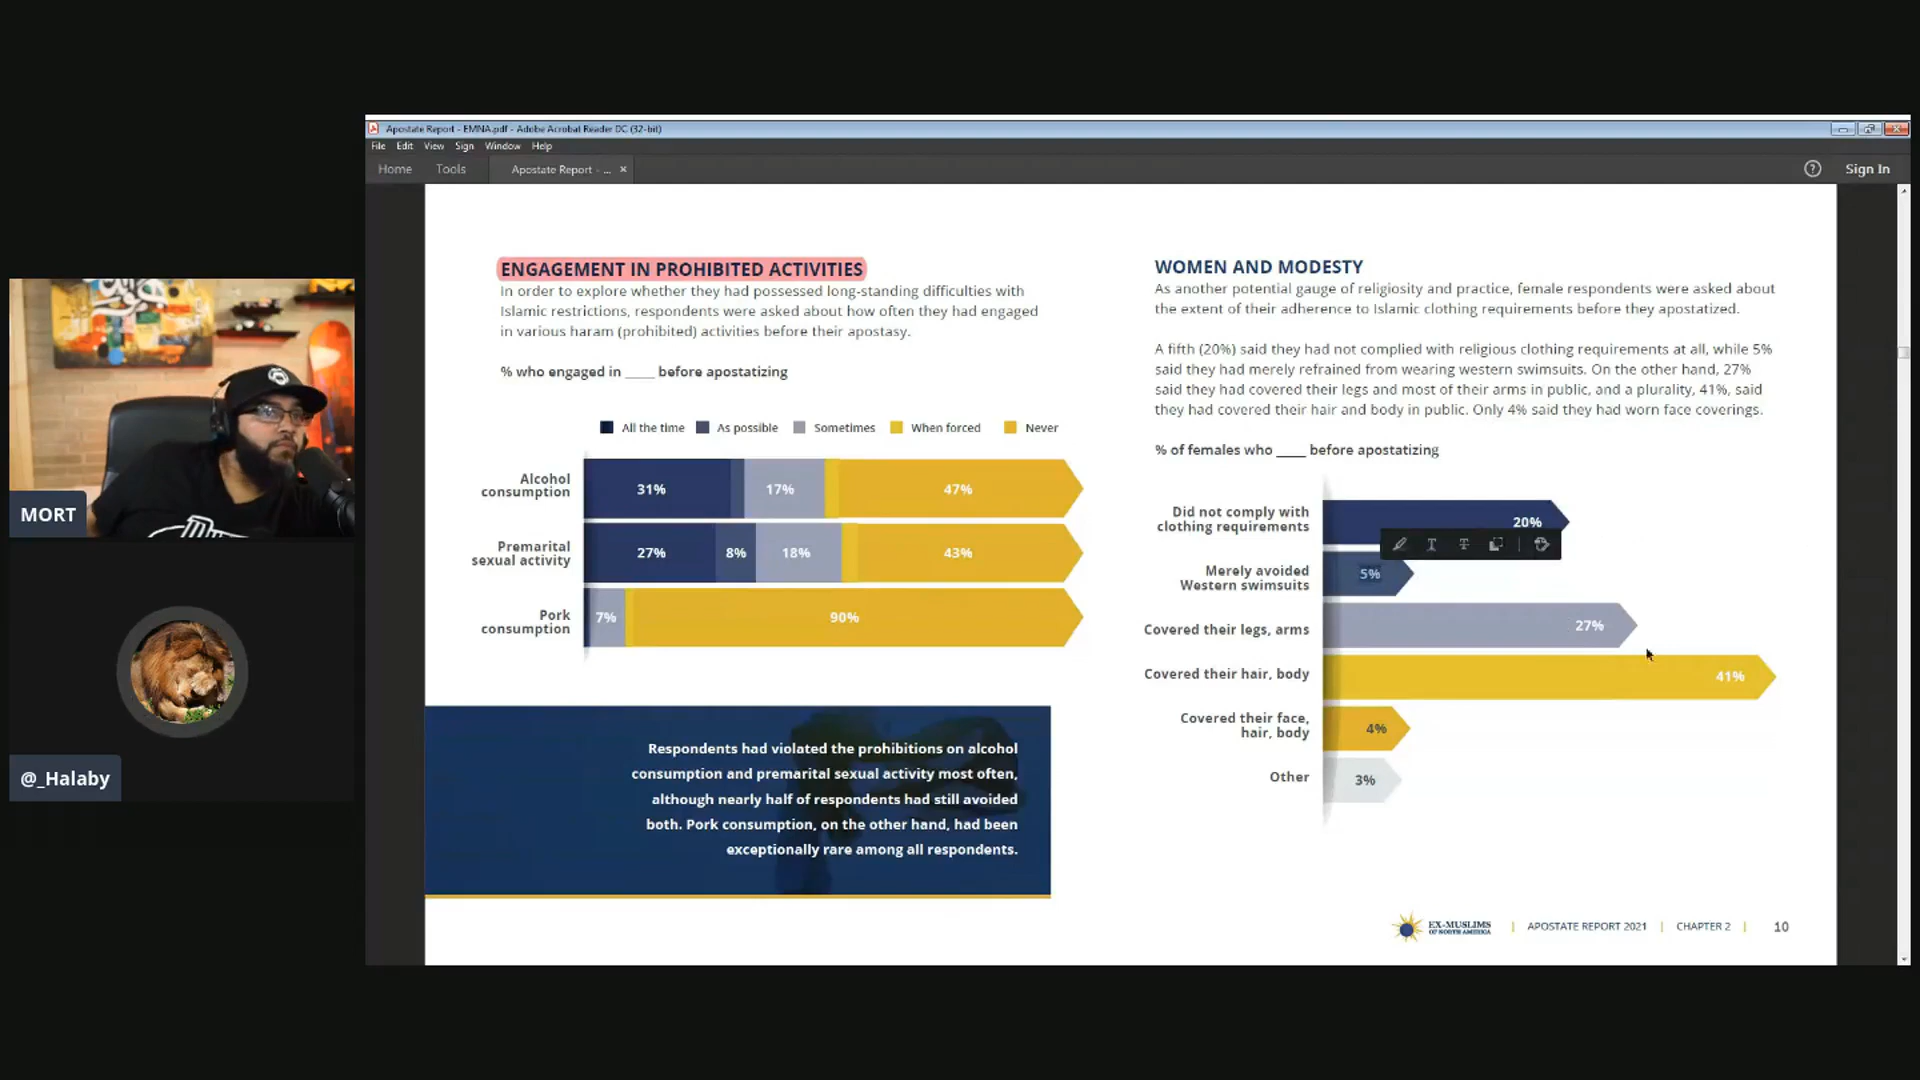 Apostate Report - EMNA.pdf - Adobe Acrobat Reader DC (32-bit)
File Edit View Sign Window Help
Home Tools Apostate Report - ... × ? Sign In
ENGAGEMENT IN PROHIBITED ACTIVITIES
In order to explore whether they had possessed long-standing difficulties with
Islamic restrictions, respondents were asked about how often they had engaged
in various haram (prohibited) activities before their apostasy.
% who engaged in ____ before apostatizing
All the time As possible Sometimes When forced Never
Alcohol
consumption
31% 17% 47%
Premarital
sexual activity
27% 8% 18% 43%
Pork
consumption
7% 90%
Respondents had violated the prohibitions on alcohol
consumption and premarital sexual activity most often,
although nearly half of respondents had still avoided
both. Pork consumption, on the other hand, had been
exceptionally rare among all respondents.
WOMEN AND MODESTY
As another potential gauge of religiosity and practice, female respondents were asked about
the extent of their adherence to Islamic clothing requirements before they apostatized.
A fifth (20%) said they had not complied with religious clothing requirements at all, while 5%
said they had merely refrained from wearing western swimsuits. On the other hand, 27%
said they had covered their legs and most of their arms in public, and a plurality, 41%, said
they had covered their hair and body in public. Only 4% said they had worn face coverings.
% of females who ____ before apostatizing
Did not comply with
clothing requirements
20%
Merely avoided
Western swimsuits
5%
Covered their legs, arms
27%
Covered their hair, body
41%
Covered their face,
hair, body
4%
Other
3%
EX-MUSLIMS
OF NORTH AMERICA
| APOSTATE REPORT 2021 | CHAPTER 2 | 10
MORT
@_Halaby